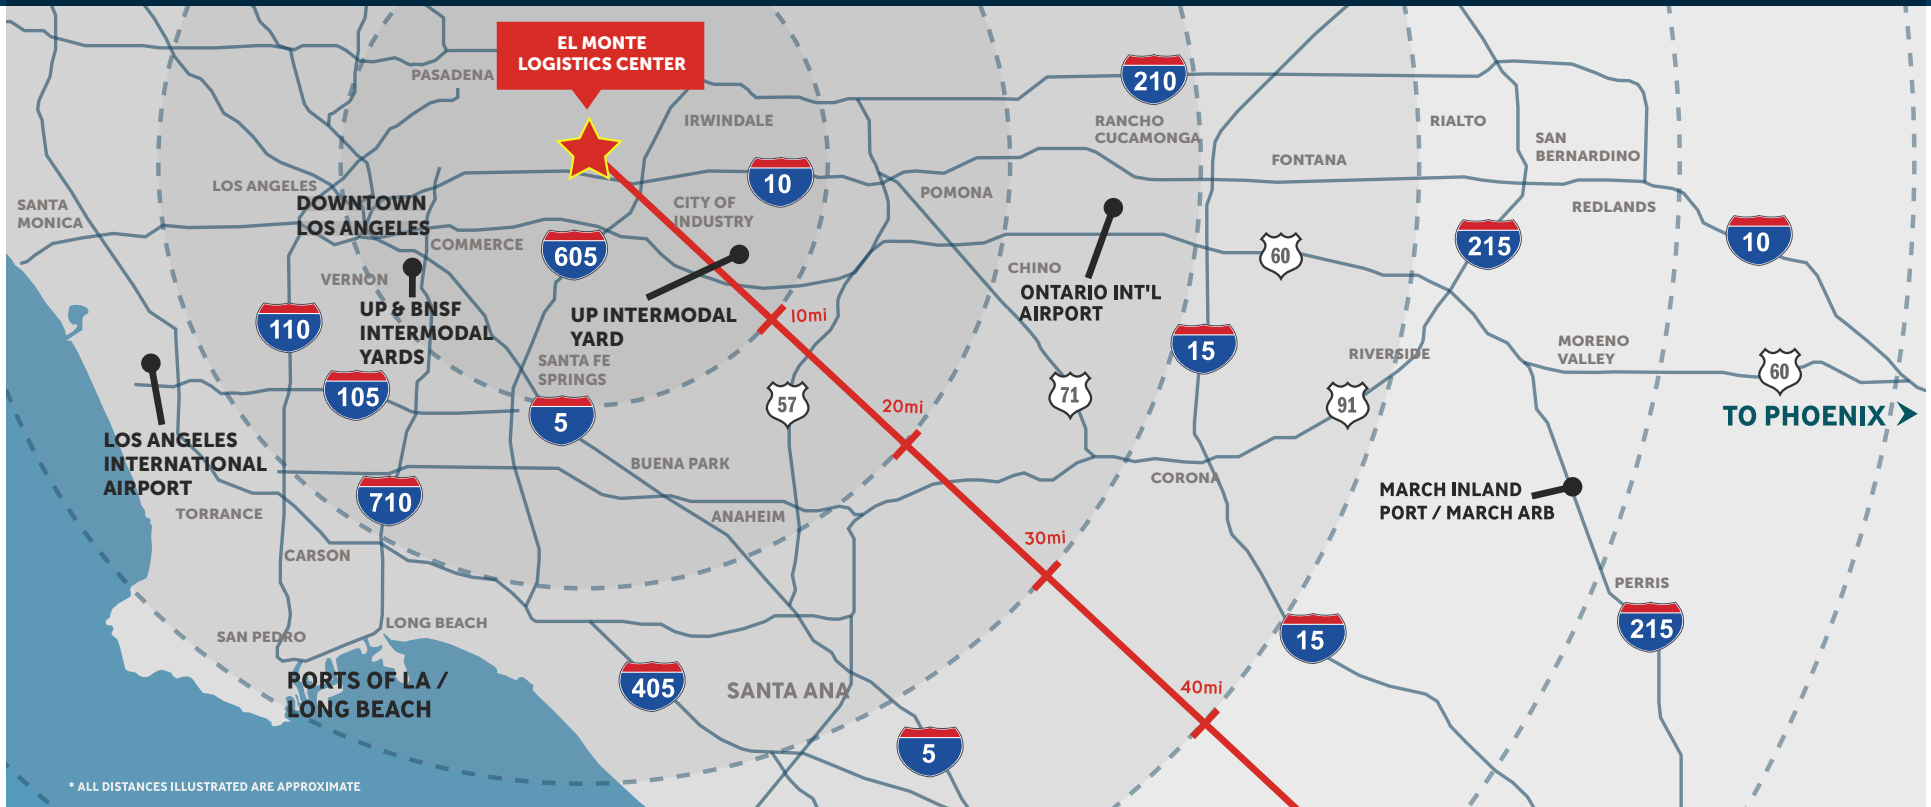 EL MONTE
LOGISTICS CENTER
PASADENA
210
IRWINDALE
RANCHO
CUCAMONGA
RIALTO
SAN
BERNARDINO
FONTANA
10
LOS ANGELES
DOWNTOWN
LOS ANGELES
SANTA
MONICA
CITY OF
INDUSTRY
POMONA
REDLANDS
COMMERCE
605
60
215
10
VERNON
CHINO
UP & BNSF
INTERMODAL
YARDS
UP INTERMODAL
YARD
ONTARIO INT'L
AIRPORT
110
10mi
15
SANTA FE
SPRINGS
RIVERSIDE
MORENO
VALLEY
60
105
5
57
71
91
20mi
TO PHOENIX
LOS ANGELES
INTERNATIONAL
AIRPORT
BUENA PARK
710
CORONA
MARCH INLAND
PORT / MARCH ARB
TORRANCE
ANAHEIM
30mi
CARSON
PERRIS
SAN PEDRO
LONG BEACH
15
215
PORTS OF LA /
LONG BEACH
405
SANTA ANA
40mi
5
* ALL DISTANCES ILLUSTRATED ARE APPROXIMATE